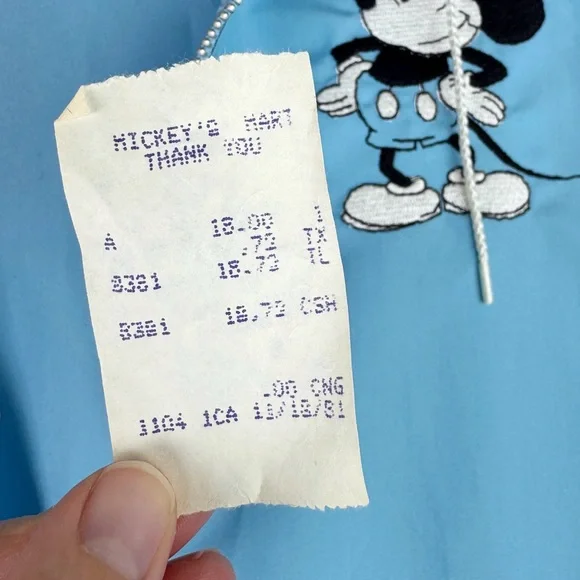 MICKEY'S MART
THANK YOU
A 18.00 1
.72 TX
8381 18.72 TL
8381 18.72 CSH
.00 CNG
1104 1CA 11/18/81